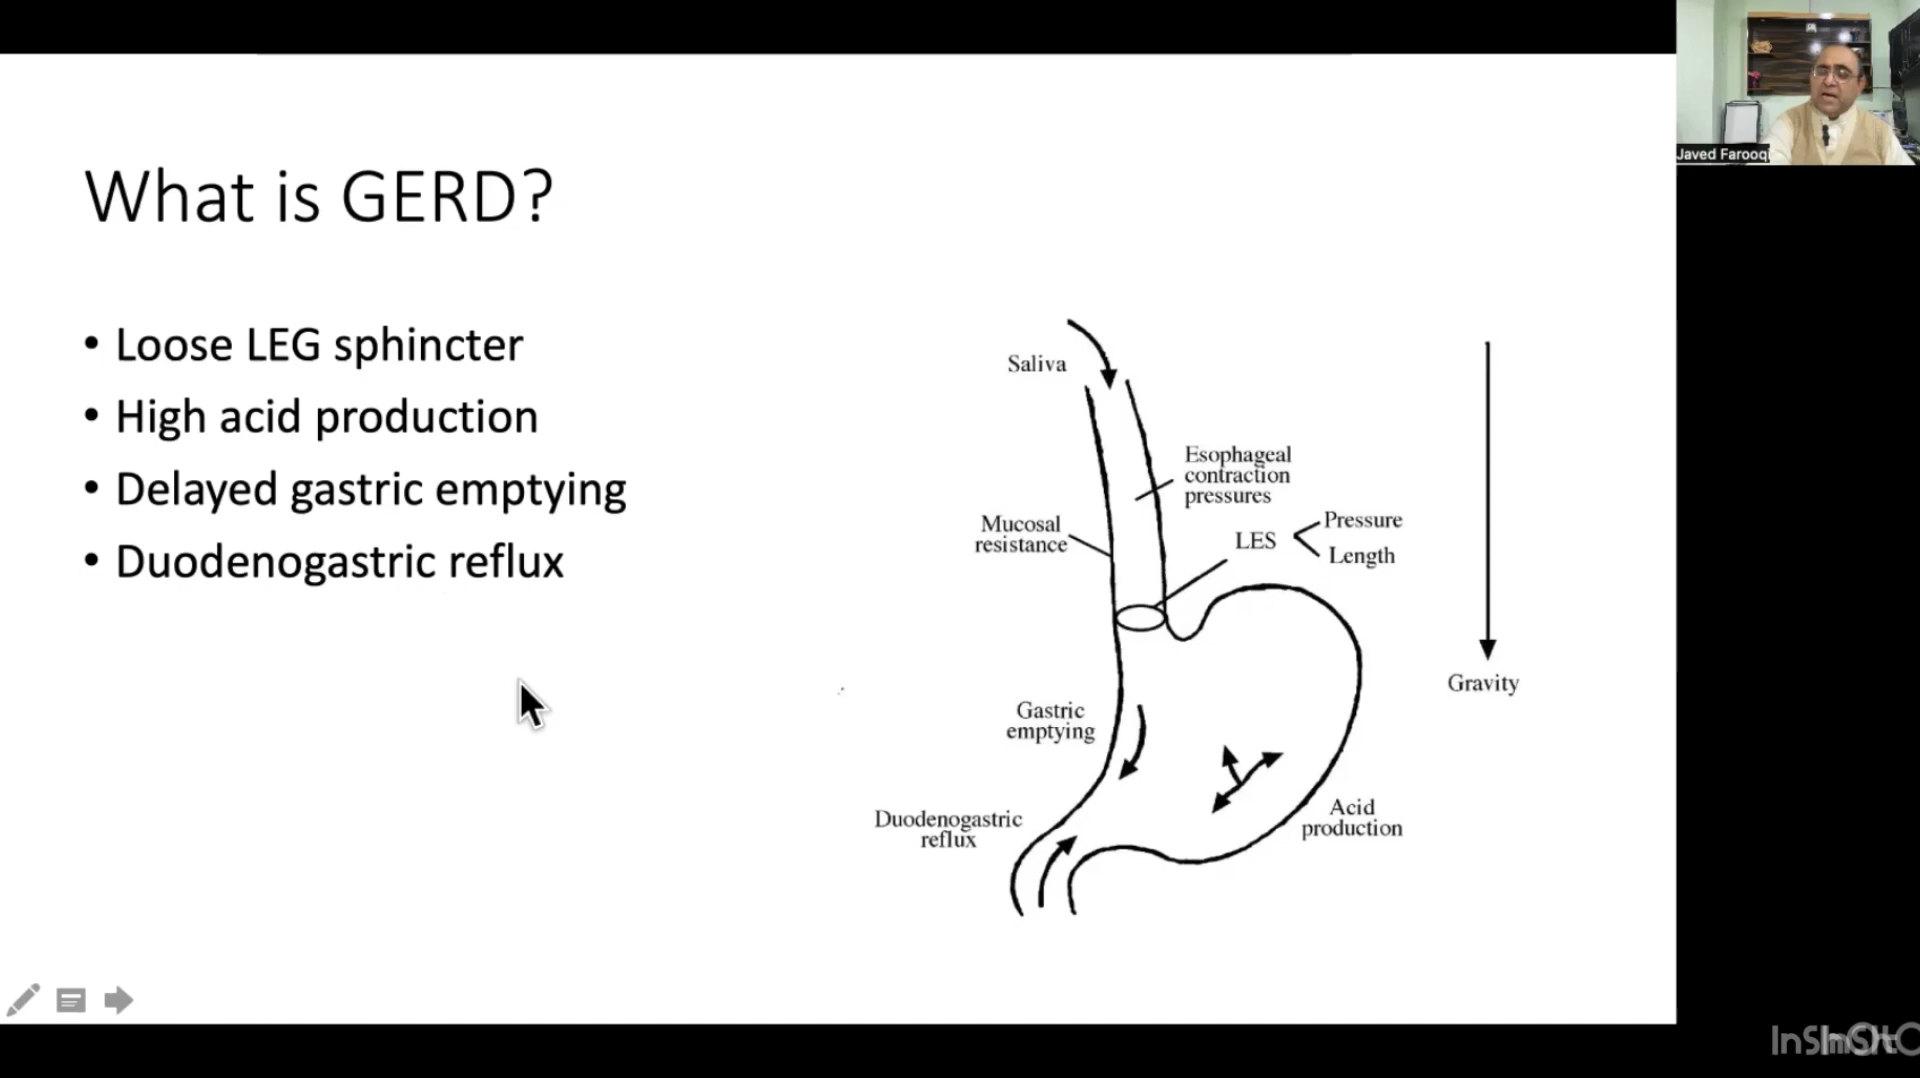 What is GERD?
• Loose LEG sphincter
• High acid production
• Delayed gastric emptying
• Duodenogastric reflux
Saliva
Esophageal
contraction
pressures
Mucosal
resistance
LES
Pressure
Length
Gravity
Gastric
emptying
Duodenogastric
reflux
Acid
production
Javed Farooqi